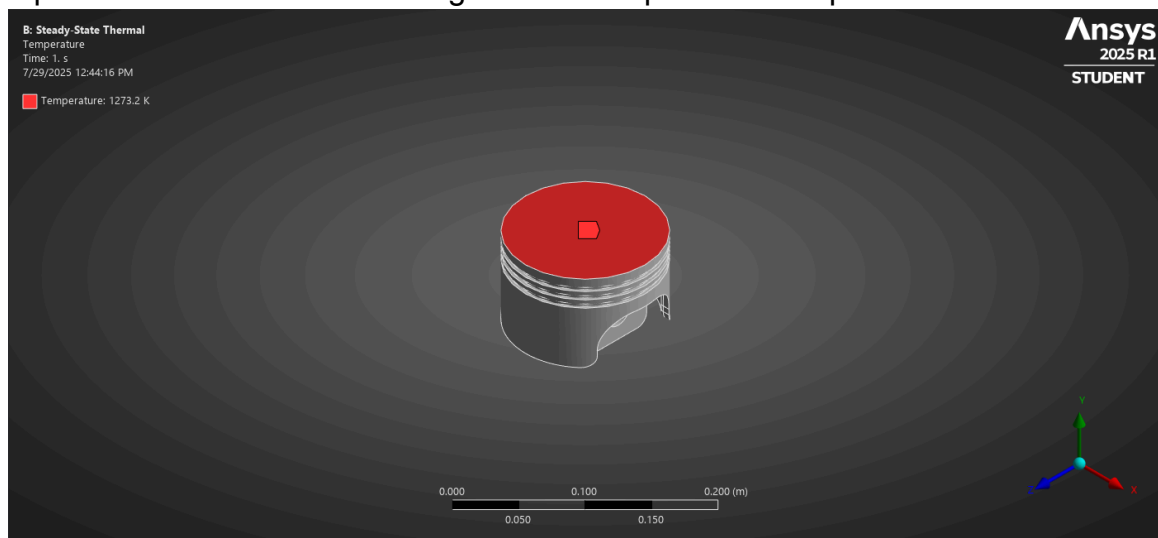 B: Steady-State Thermal
Temperature
Time: 1. s
7/29/2025 12:44:16 PM
Temperature: 1273.2 K
Ansys
2025 R1
STUDENT
0.000 0.100 0.200 (m)
0.050 0.150
Y
Z X